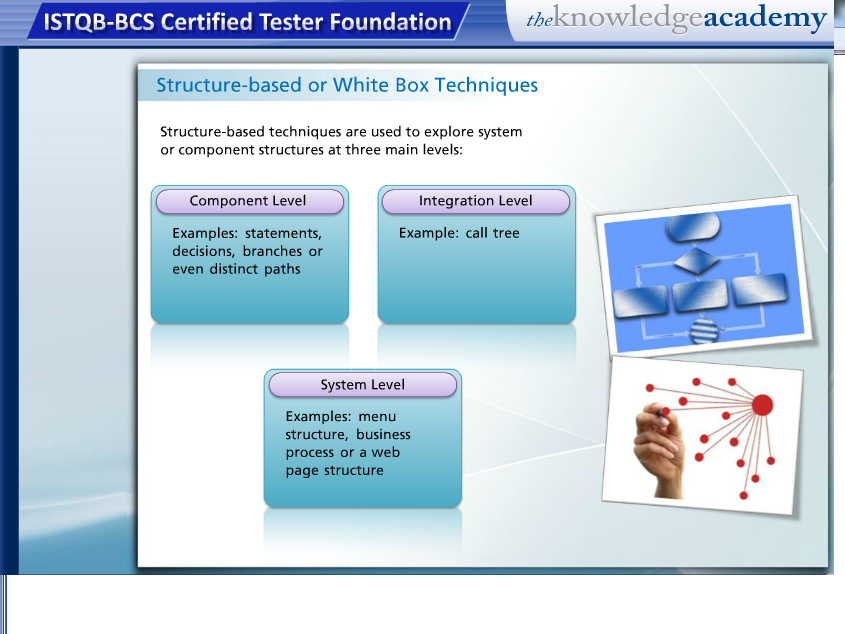 ISTQB-BCS Certified Tester Foundation
theknowledgeacademy
Structure-based or White Box Techniques
Structure-based techniques are used to explore system
or component structures at three main levels:
Component Level
Examples: statements,
decisions, branches or
even distinct paths
Integration Level
Example: call tree
System Level
Examples: menu
structure, business
process or a web
page structure